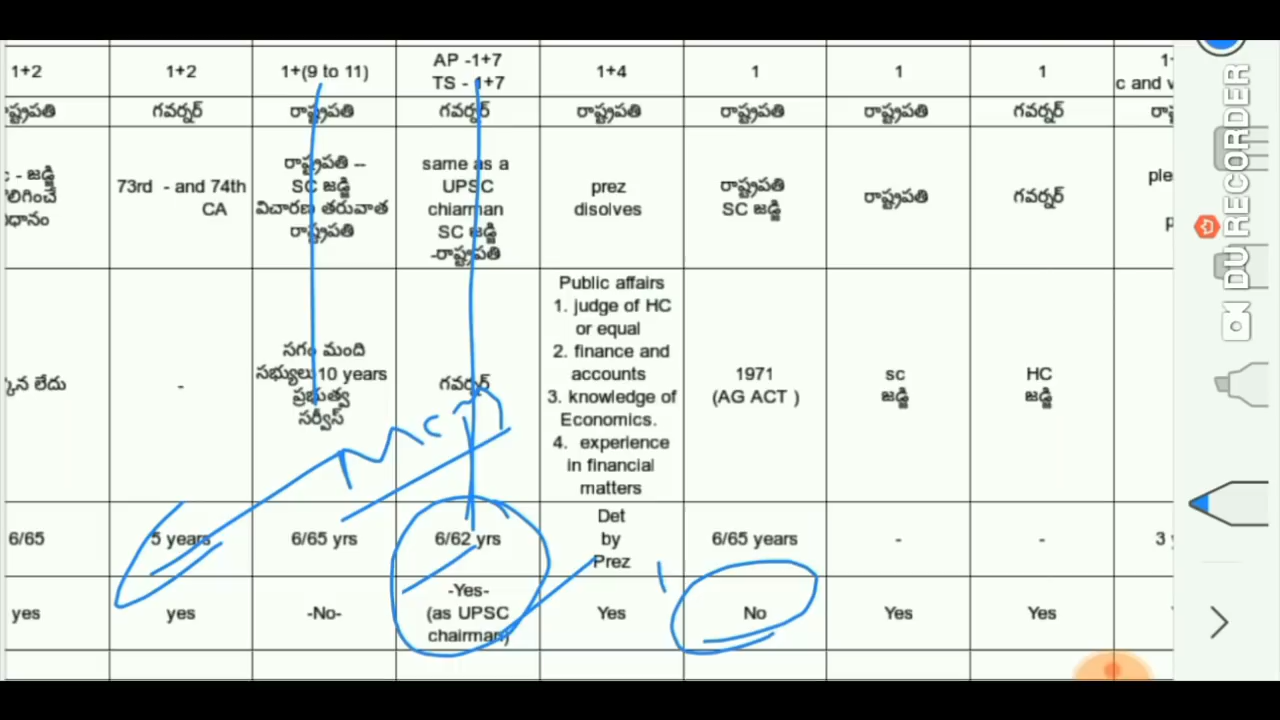 1+2
1+2
1+(9 to 11)
AP -1+7
TS - 1+7
1+4
1
1
1
c and
గవర్నర్
రాష్ట్రపతి
గవర్నర్
రాష్ట్రపతి
రాష్ట్రపతి
రాష్ట్రపతి
గవర్నర్
- జడ్జి
73rd - and 74th
CA
రాష్ట్రపతి --
SC జడ్జి
విచారణ తరువాత
రాష్ట్రపతి
same as a
UPSC
chiarman
SC జడ్జి
-రాష్ట్రపతి
prez
disolves
రాష్ట్రపతి
SC జడ్జి
రాష్ట్రపతి
గవర్నర్
లేదు
-
సగం మంది
సభ్యులు 10 years
ప్రభుత్వ
సర్వీస్
గవర్నర్
Public affairs
1. judge of HC
or equal
2. finance and
accounts
3. knowledge of
Economics.
4. experience
in financial
matters
1971
(AG ACT )
sc
జడ్జి
HC
జడ్జి
6/65
5 years
6/65 yrs
6/62 yrs
Det
by
Prez
6/65 years
-
-
3
yes
yes
-No-
-Yes-
(as UPSC
chairman)
Yes
No
Yes
Yes
DU RECORDER